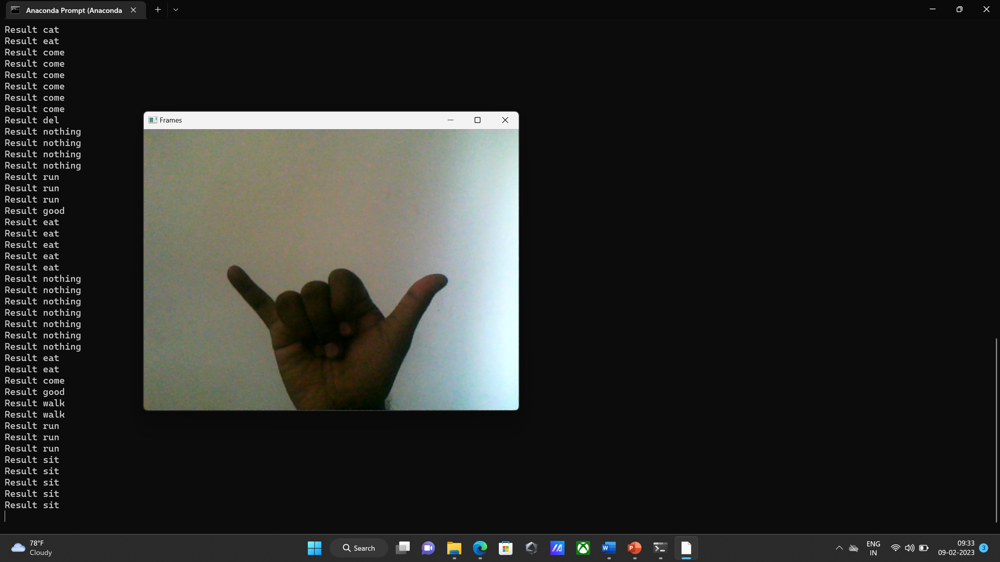 Anaconda Prompt (Anaconda
Result cat
Result eat
Result come
Result come
Result come
Result come
Result come
Result come
Result del
Result nothing
Result nothing
Result nothing
Result nothing
Result run
Result run
Result run
Result good
Result eat
Result eat
Result eat
Result eat
Result eat
Result nothing
Result nothing
Result nothing
Result nothing
Result nothing
Result nothing
Result nothing
Result eat
Result eat
Result come
Result good
Result walk
Result walk
Result run
Result run
Result run
Result sit
Result sit
Result sit
Result sit
Result sit
Frames
78°F
Cloudy
Search
W
P
ENG
IN
09:33
09-02-2023
3